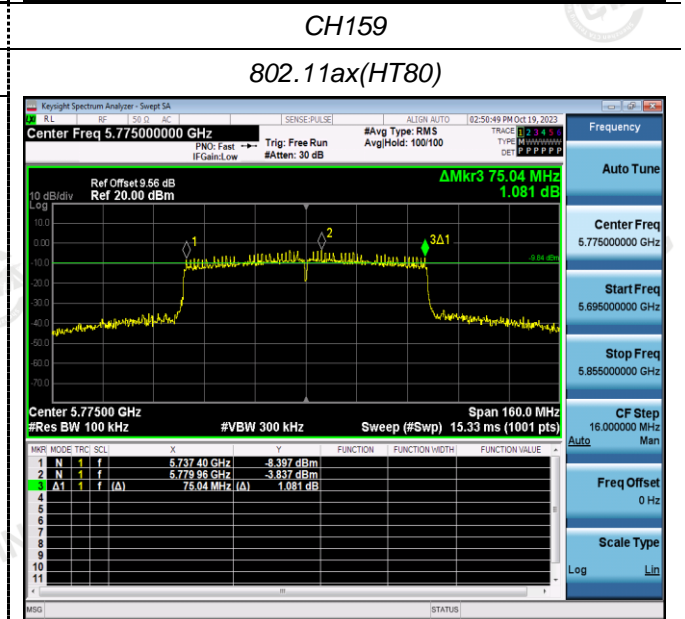 CH159
802.11ax(HT80)
Keysight Spectrum Analyzer - Swept SA
RL RF 50 Ω AC SENSE:PULSE ALIGN AUTO 02:50:49 PM Oct 19, 2023
Center Freq 5.775000000 GHz
PNO: Fast
IFGain:Low
Trig: Free Run
#Atten: 30 dB
#Avg Type: RMS
Avg|Hold: 100/100
TRACE 1 2 3 4 5 6
TYPE M W W W W W
DET P P P P P P
Frequency
Auto Tune
Center Freq
5.775000000 GHz
Start Freq
5.695000000 GHz
Stop Freq
5.855000000 GHz
CF Step
16.000000 MHz
Auto Man
Freq Offset
0 Hz
Scale Type
Log Lin
Ref Offset 9.56 dB
10 dB/div Ref 20.00 dBm
Log
ΔMkr3 75.04 MHz
1.081 dB
10.0
0.00
-10.0
-20.0
-30.0
-40.0
-50.0
-60.0
-70.0
1
2
3Δ1
-9.84 dBm
Center 5.77500 GHz Span 160.0 MHz
#Res BW 100 kHz #VBW 300 kHz Sweep (#Swp) 15.33 ms (1001 pts)
MKR MODE TRC SCL X Y FUNCTION FUNCTION WIDTH FUNCTION VALUE
1 N 1 f 5.737 40 GHz -8.397 dBm
2 N 1 f 5.779 96 GHz -3.837 dBm
3 Δ1 1 f (Δ) 75.04 MHz (Δ) 1.081 dB
4
5
6
7
8
9
10
11
MSG STATUS